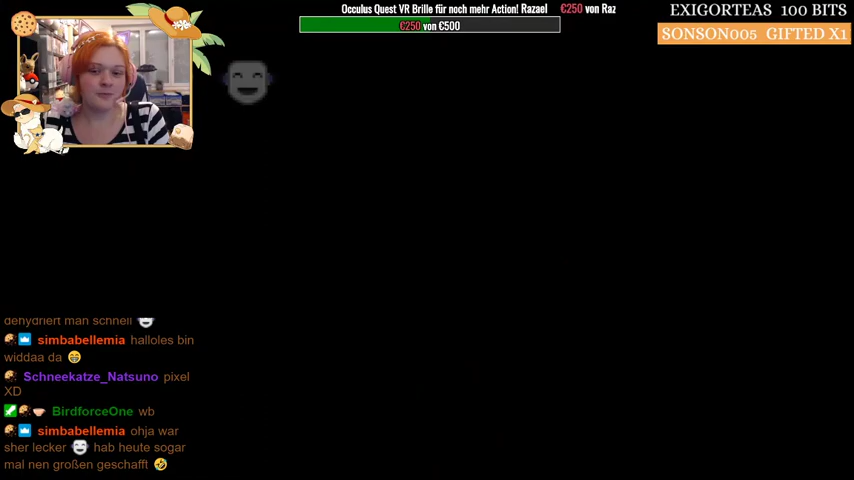 Occulus Quest VR Brille für noch mehr Action! Razael €250 von Raz
€250 von €500
EXIGORTEAS 100 BITS
SONSON005 GIFTED X1
dehydriert man schnell
simbabellemia halloles bin
widdaa da
Schneekatze_Natsuno pixel
XD
BirdforceOne wb
simbabellemia ohja war
sher lecker hab heute sogar
mal nen großen geschafft